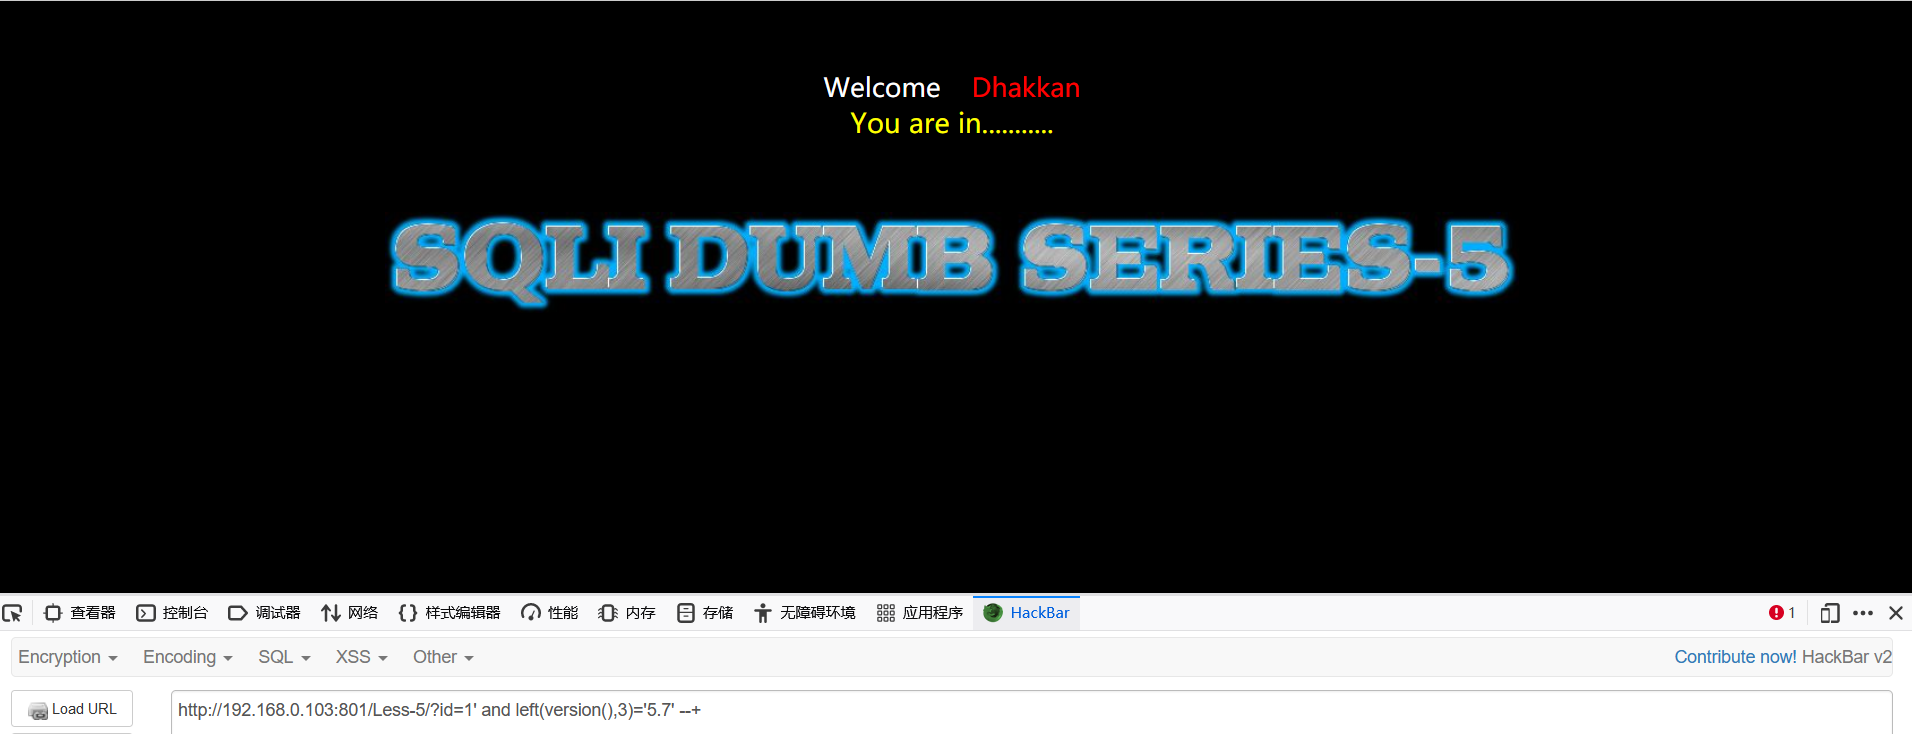 Welcome Dhakkan
You are in...........
SQLI DUMB SERIES-5
查看器 控制台 调试器 网络 样式编辑器 性能 内存 存储 无障碍环境 应用程序 HackBar 1
Encryption Encoding SQL XSS Other Contribute now! HackBar v2
Load URL http://192.168.0.103:801/Less-5/?id=1' and left(version(),3)='5.7' --+